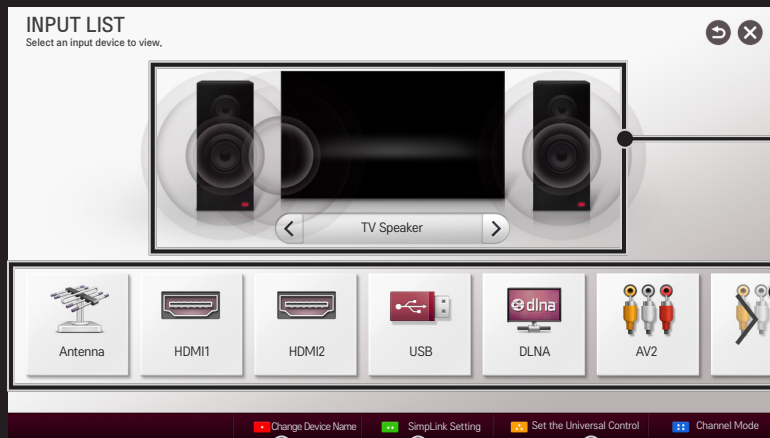 INPUT LIST
Select an input device to view.
TV Speaker
dlna
Antenna
HDMI1
HDMI2
USB
DLNA
AV2
Change Device Name
SimpLink Setting
Set the Universal Control
Channel Mode